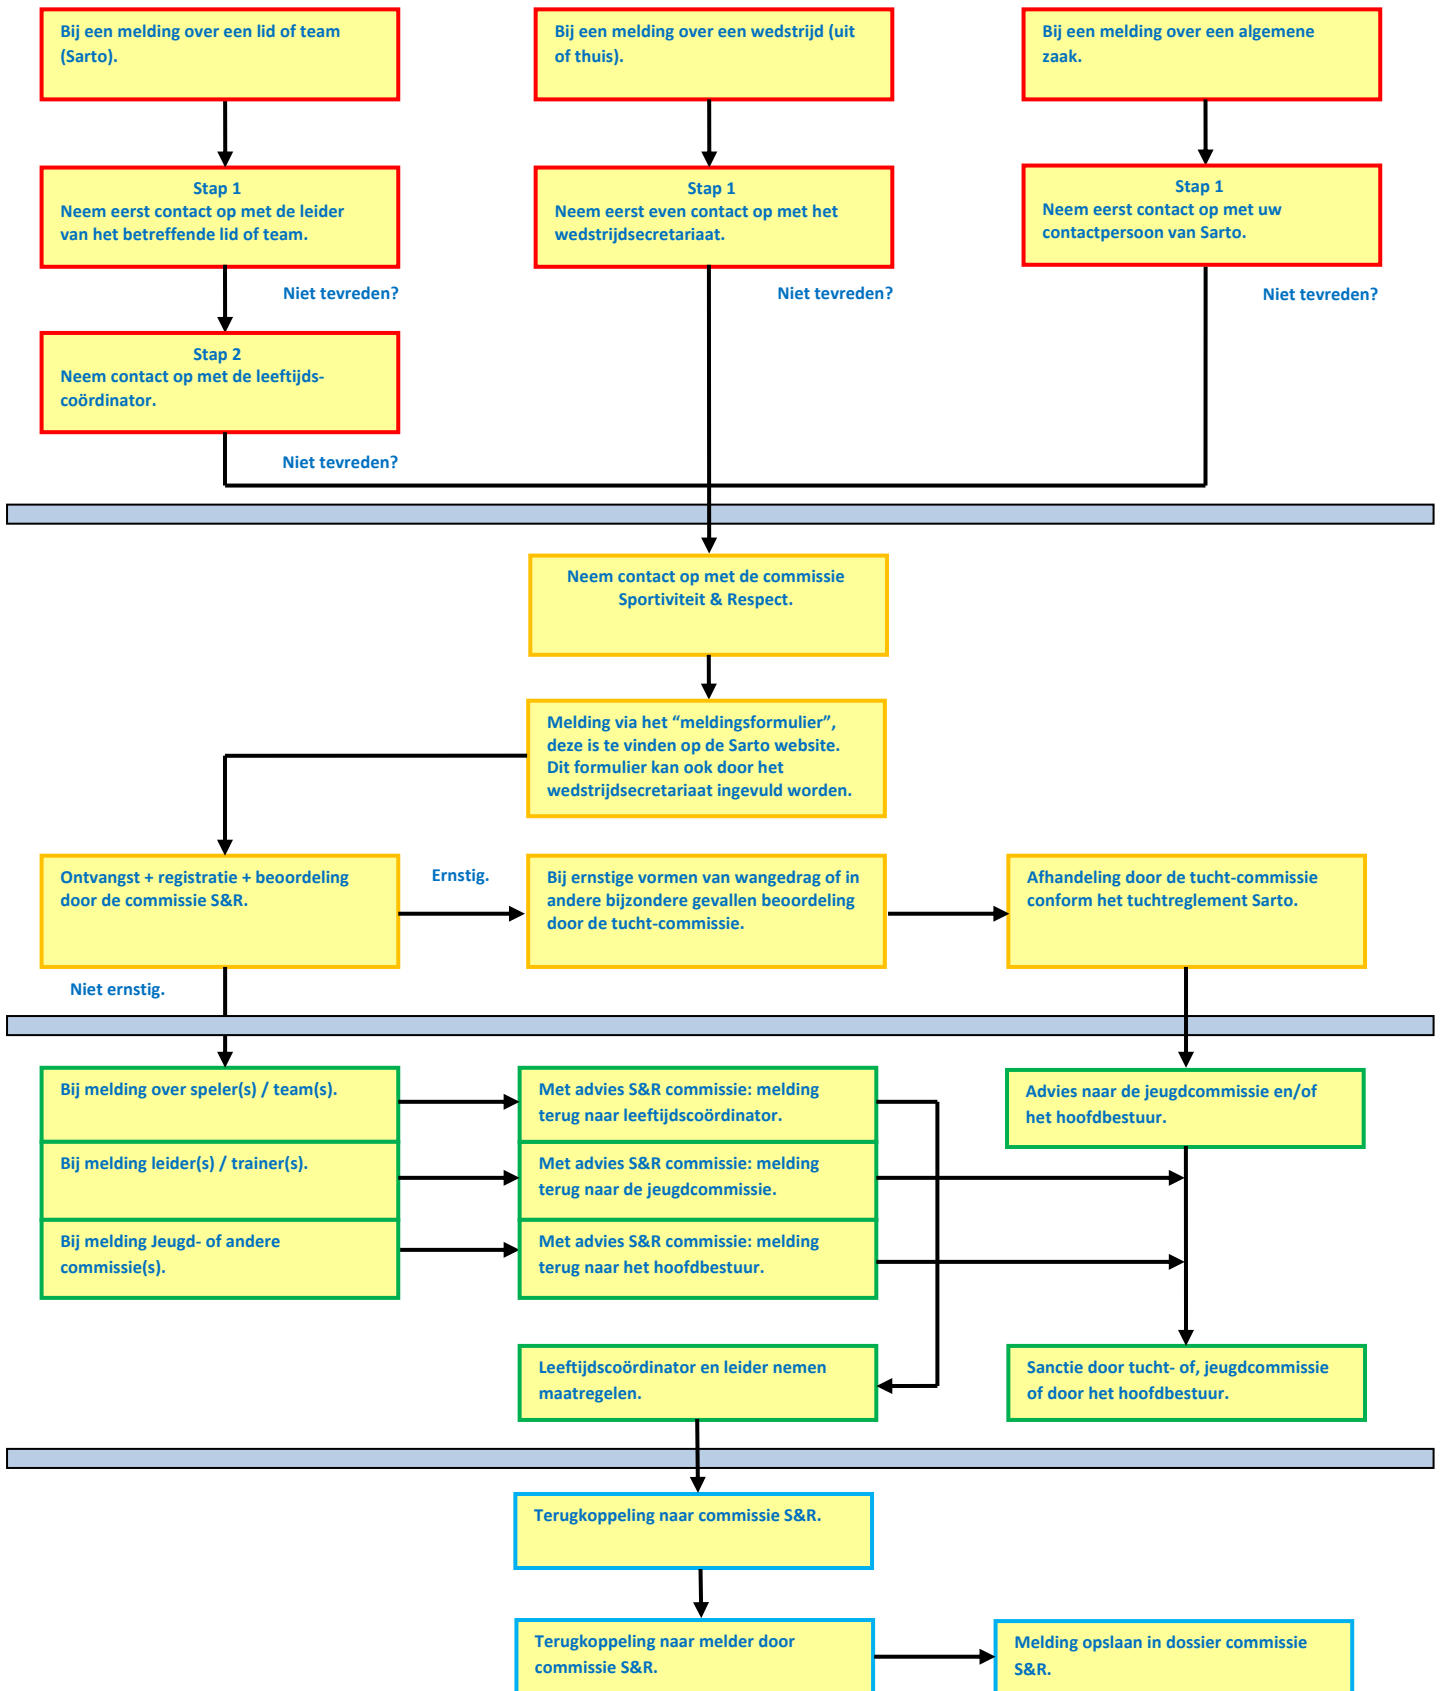 Bij een melding over een lid of team
(Sarto).
Bij een melding over een wedstrijd (uit
of thuis).
Bij een melding over een algemene
zaak.
Stap 1
Neem eerst contact op met de leider
van het betreffende lid of team.
Stap 1
Neem eerst even contact op met het
wedstrijdsecretariaat.
Stap 1
Neem eerst contact op met uw
contactpersoon van Sarto.
Niet tevreden?
Niet tevreden?
Niet tevreden?
Stap 2
Neem contact op met de leeftijds-
coördinator.
Niet tevreden?
Neem contact op met de commissie
Sportiviteit & Respect.
Melding via het “meldingsformulier”,
deze is te vinden op de Sarto website.
Dit formulier kan ook door het
wedstrijdsecretariaat ingevuld worden.
Ontvangst + registratie + beoordeling
door de commissie S&R.
Ernstig.
Bij ernstige vormen van wangedrag of in
andere bijzondere gevallen beoordeling
door de tucht-commissie.
Afhandeling door de tucht-commissie
conform het tuchtreglement Sarto.
Niet ernstig.
Bij melding over speler(s) / team(s).
Met advies S&R commissie: melding
terug naar leeftijdscoördinator.
Advies naar de jeugdcommissie en/of
het hoofdbestuur.
Bij melding leider(s) / trainer(s).
Met advies S&R commissie: melding
terug naar de jeugdcommissie.
Bij melding Jeugd- of andere
commissie(s).
Met advies S&R commissie: melding
terug naar het hoofdbestuur.
Leeftijdscoördinator en leider nemen
maatregelen.
Sanctie door tucht- of, jeugdcommissie
of door het hoofdbestuur.
Terugkoppeling naar commissie S&R.
Terugkoppeling naar melder door
commissie S&R.
Melding opslaan in dossier commissie
S&R.